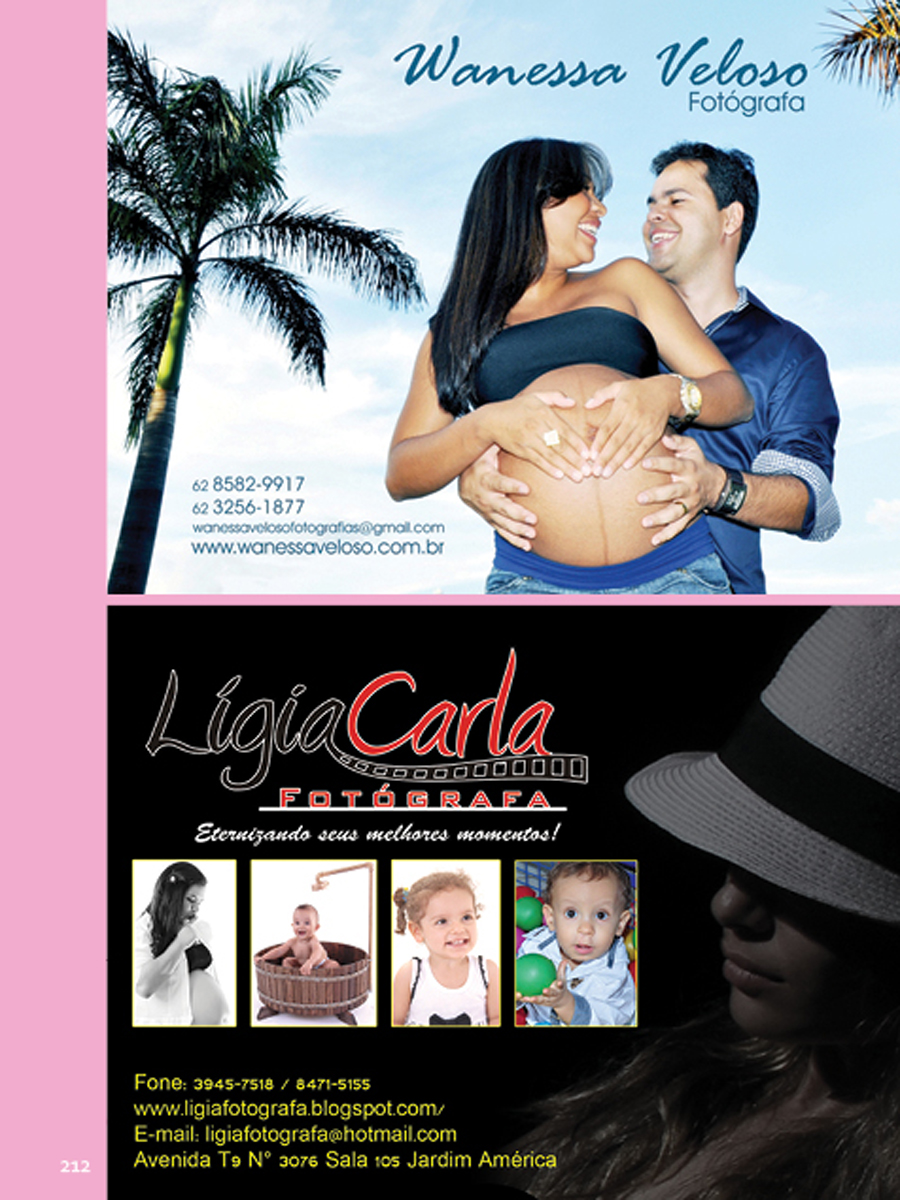 Wanessa Veloso
Fotógrafa
62 8582-9917
62 3256-1877
wanessavelosofotografias@gmail.com
www.wanessaveloso.com.br
LígiaCarla
FOTÓGRAFA
Eternizando seus melhores momentos!
Fone: 3945-7518 / 8471-5155
www.ligiafotografa.blogspot.com/
E-mail: ligiafotografa@hotmail.com
Avenida T9 N° 3076 Sala 105 Jardim América
212